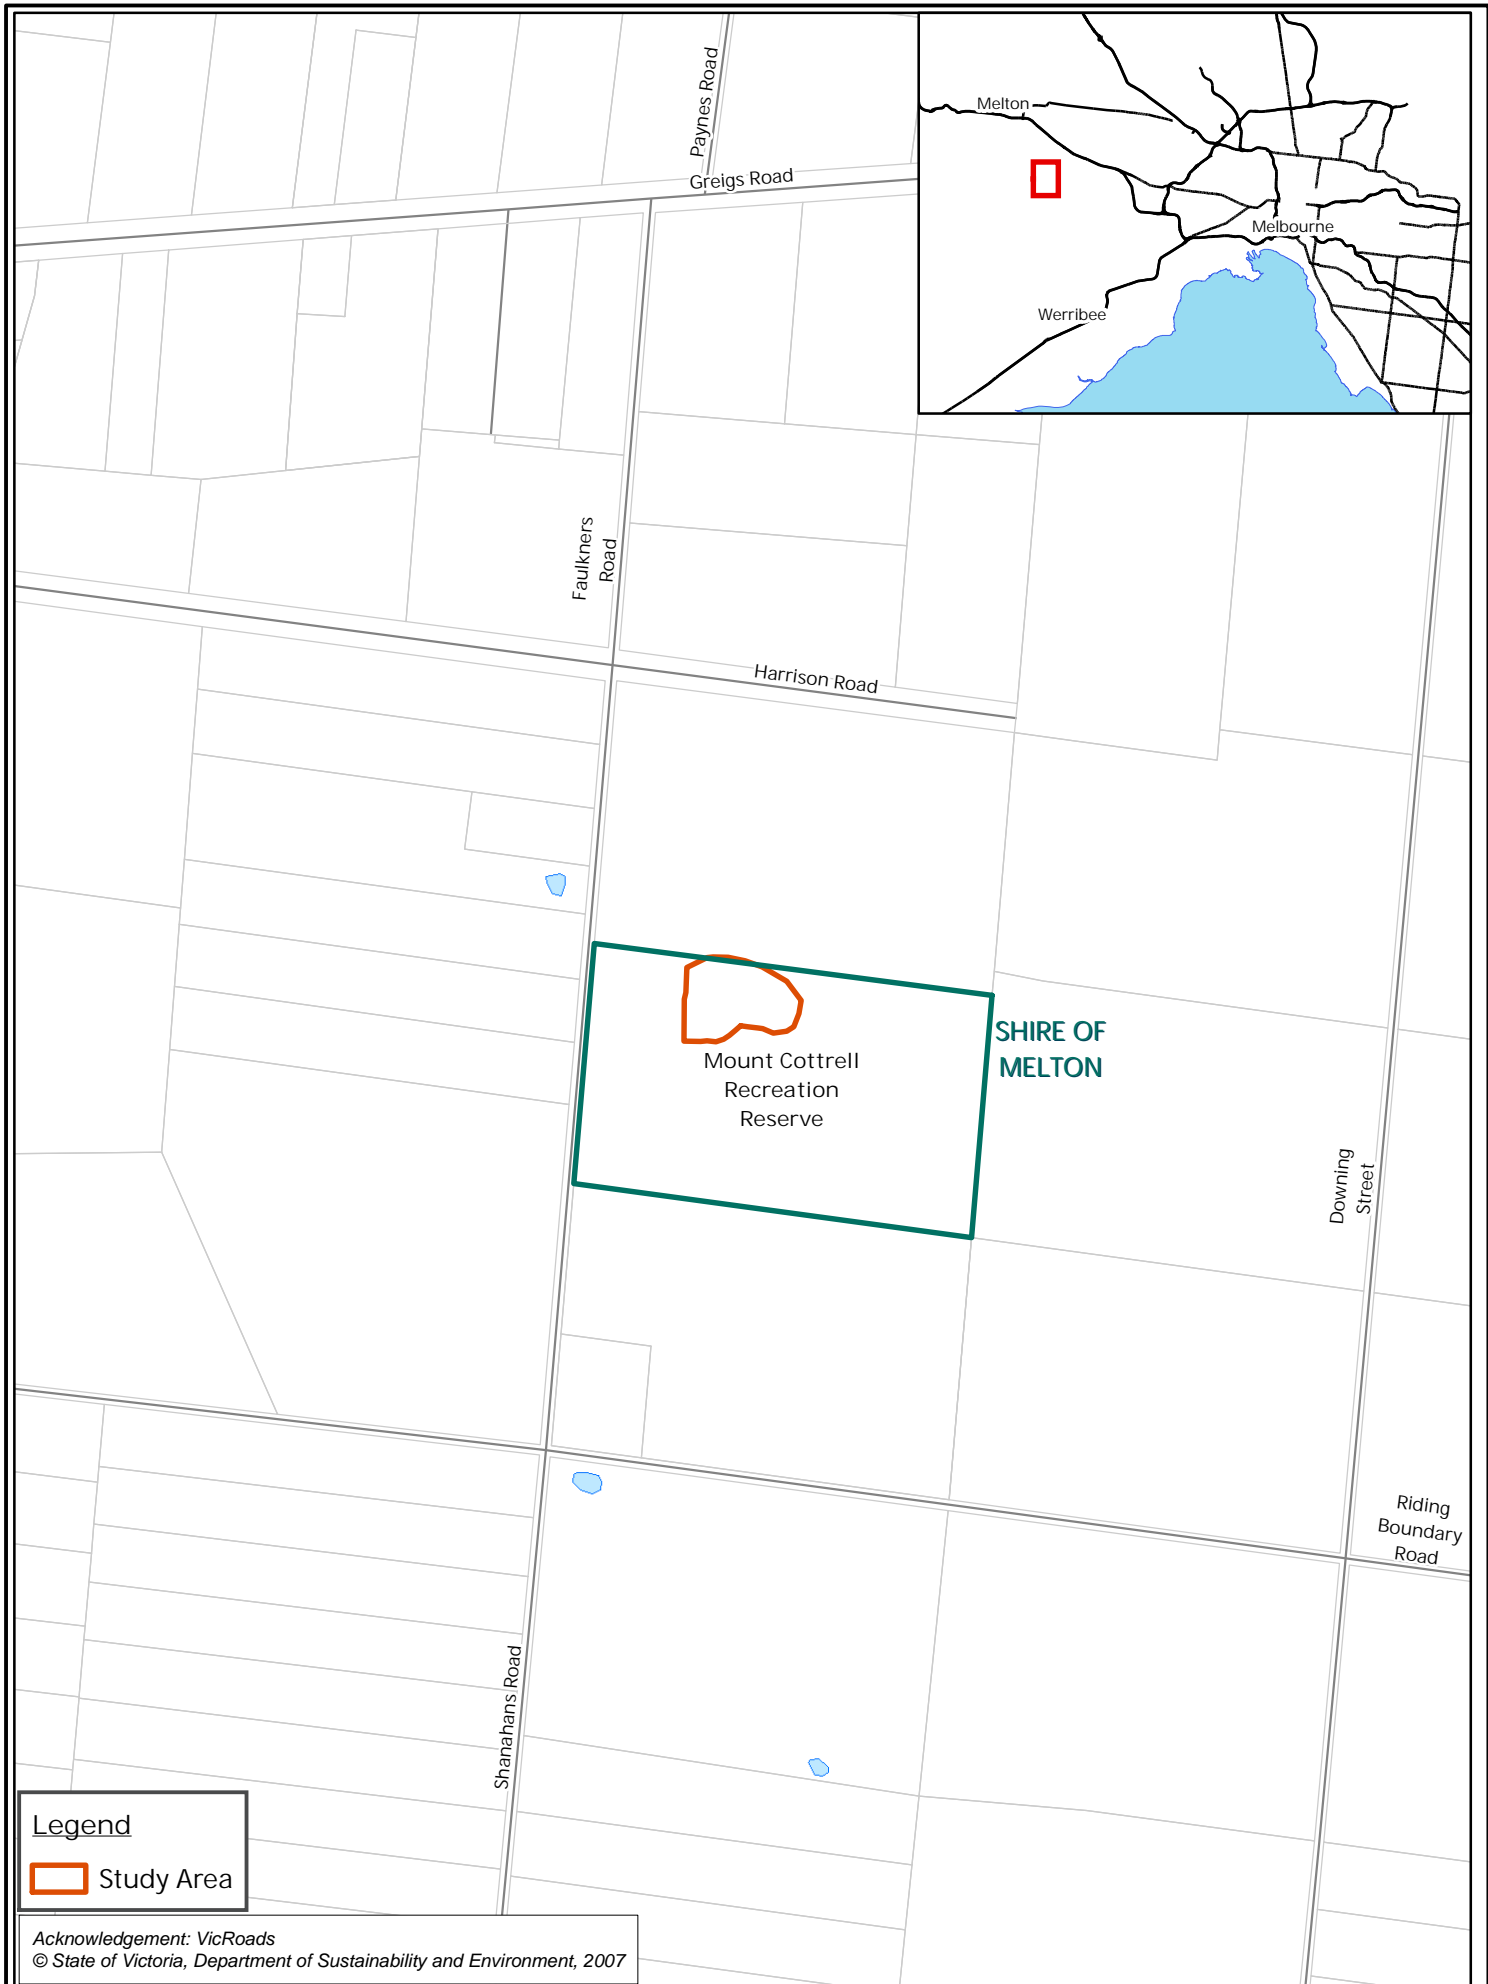 Paynes Road
Greigs Road
Melton
Melbourne
Werribee
Faulkners
Road
Harrison Road
SHIRE OF
MELTON
Mount Cottrell
Recreation
Reserve
Downing
Street
Riding
Boundary
Road
Shanahans Road
Legend
Study Area
Acknowledgement: VicRoads
© State of Victoria, Department of Sustainability and Environment, 2007